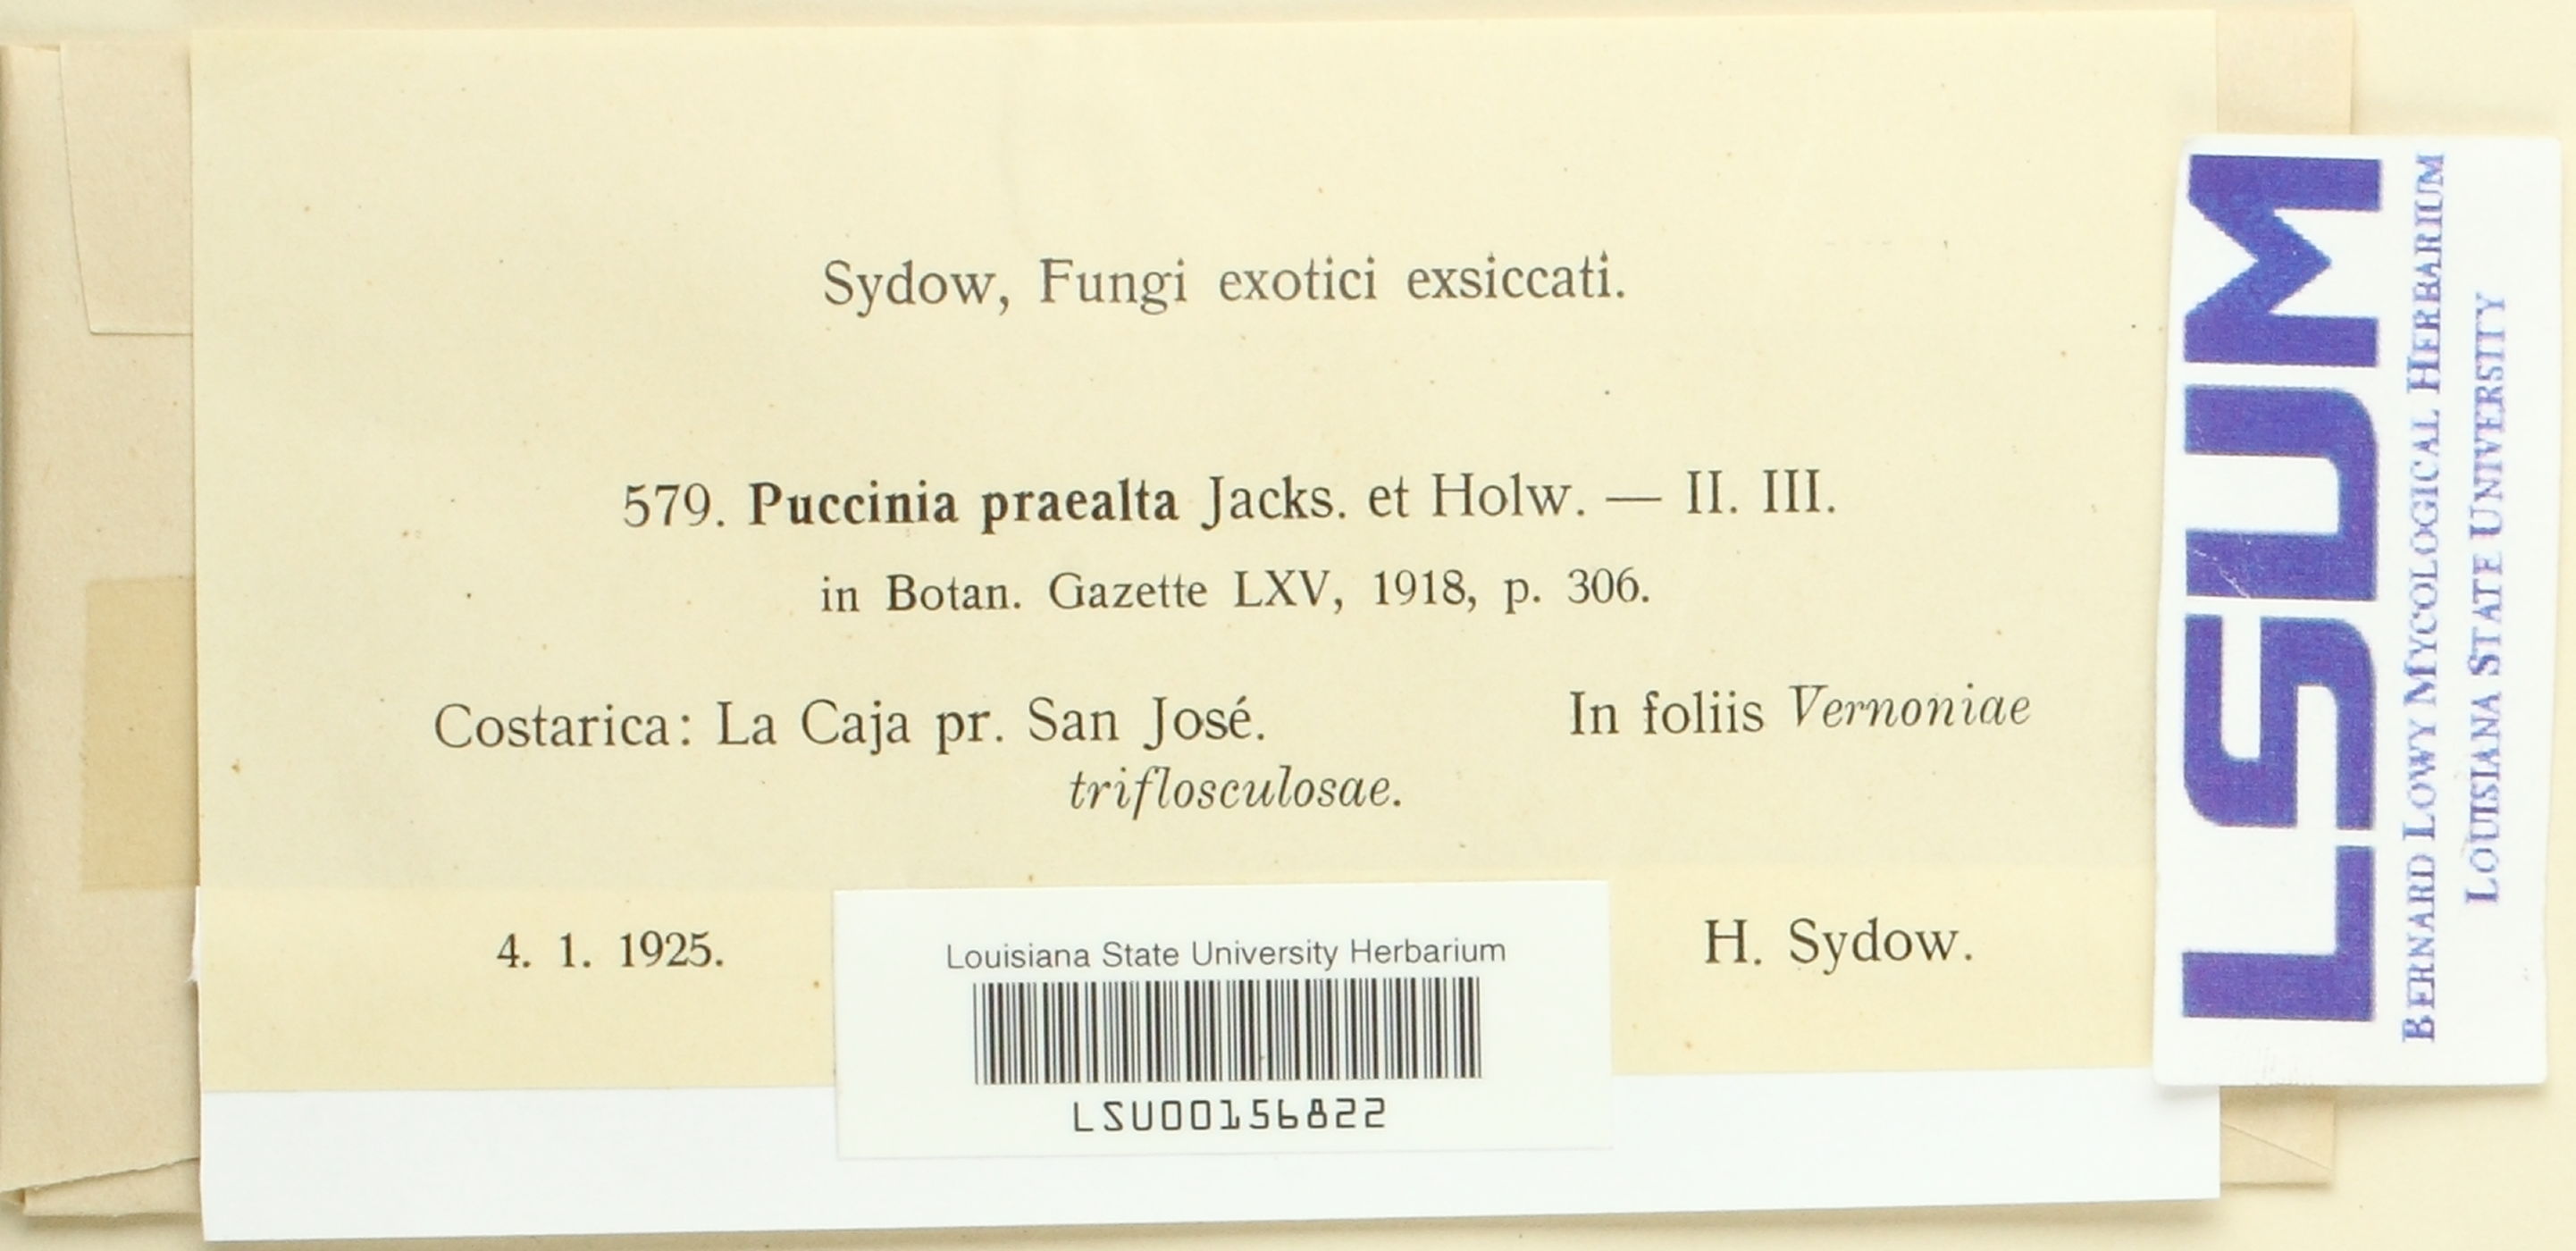 Sydow, Fungi exotici exsiccati.
579. Puccinia praealta Jacks. et Holw. — II. III.
in Botan. Gazette LXV, 1918, p. 306.
Costarica: La Caja pr. San José. In foliis Vernoniae
triflosculosae.
4. 1. 1925. H. Sydow.
Louisiana State University Herbarium
LSU00156822
LSUM
BERNARD LOWY MYCOLOGICAL HERBARIUM
LOUISIANA STATE UNIVERSITY